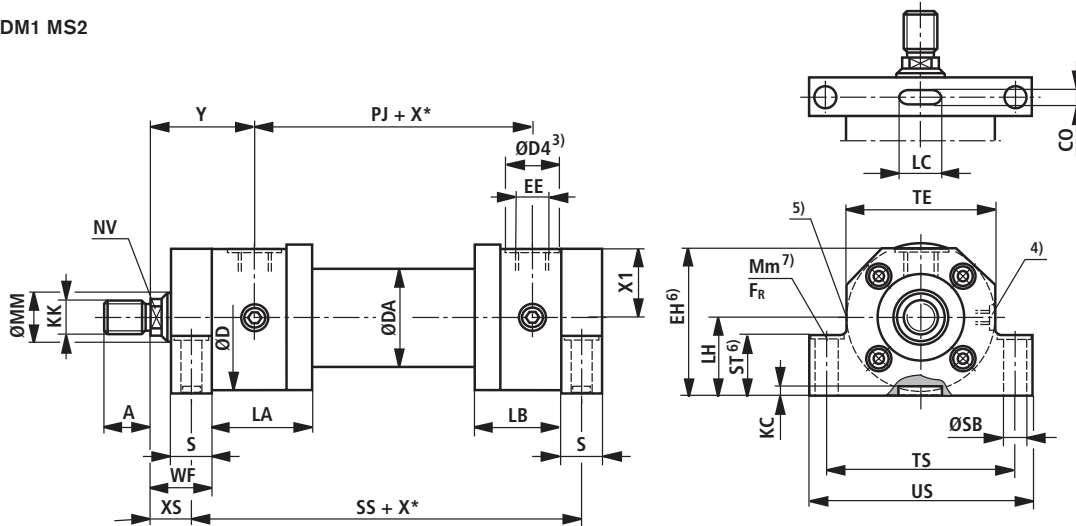 DM1 MS2
Y
PJ + X*
ØD4 3)
EE
NV
ØMM
KK
ØD
ØDA
X1
A
S
LA
LB
S
WF
XS
SS + X*
CO
LC
TE
5)
4)
Mm 7)
FR
EH 6)
LH
ST 6)
KC
ØSB
TS
US